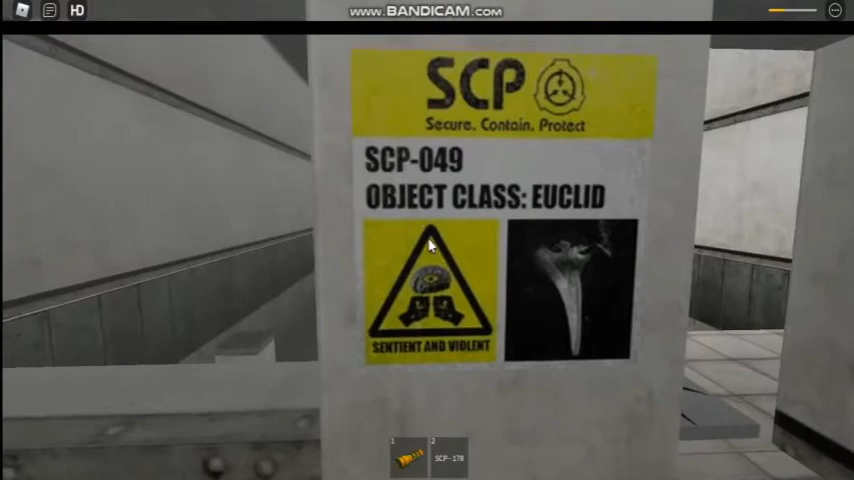 HD
www.BANDICAM.com
SCP
Secure. Contain. Protect
SCP-049
OBJECT CLASS: EUCLID
SENTIENT AND VIOLENT
1
2
SCP-178